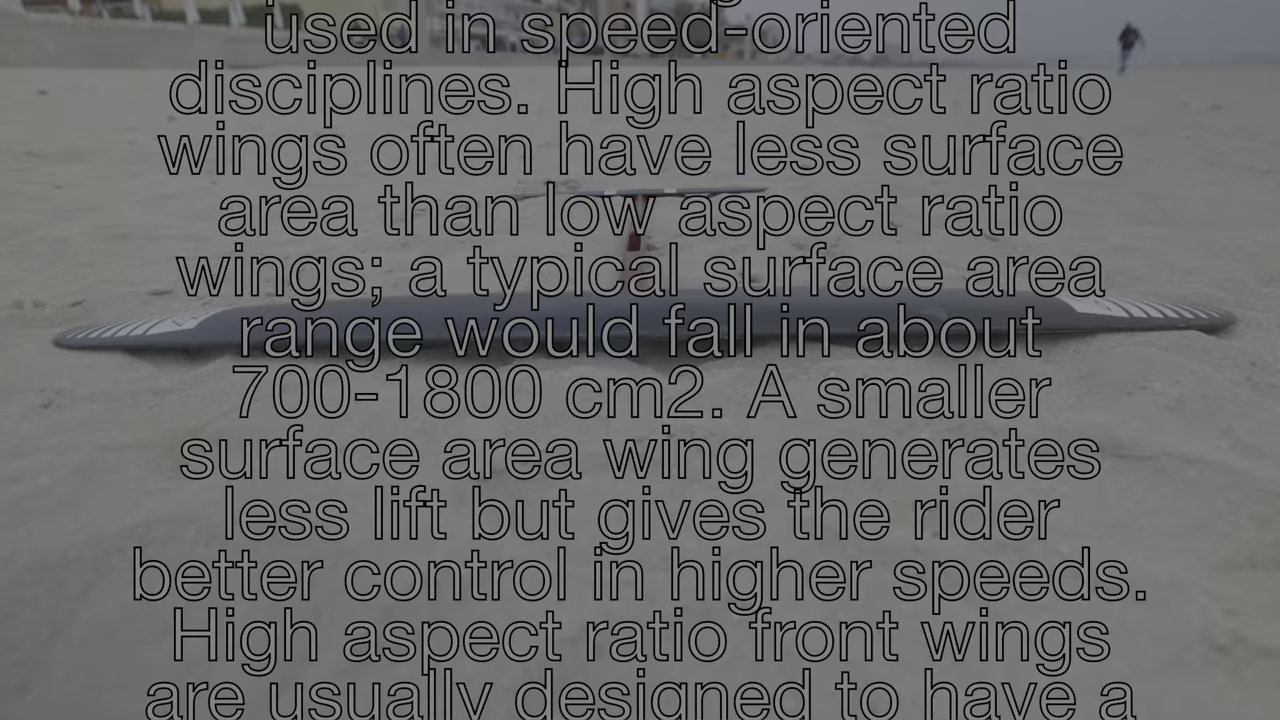 used in speed-oriented
disciplines. High aspect ratio
wings often have less surface
area than low aspect ratio
wings; a typical surface area
range would fall in about
700-1800 cm2. A smaller
surface area wing generates
less lift but gives the rider
better control in higher speeds.
High aspect ratio front wings
are usually designed to have a